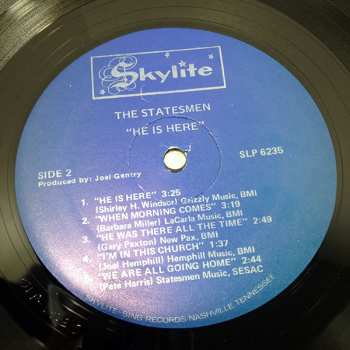 Skylite
THE STATESMEN
"HE IS HERE"
SIDE 2
Produced by: Joel Gentry
SLP 6235
1. "HE IS HERE" 3:25
(Shirley H. Windsor) Grizzly Music, BMI
2. "WHEN MORNING COMES" 3:19
(Barbara Miller) LaCarla Music, BMI
3. "HE WAS THERE ALL THE TIME" 2:49
(Gary Paxton) New Pax, BMI
4. "I'M IN THIS CHURCH" 1:37
(Joel Hemphill) Hemphill Music, BMI
"WE ARE ALL GOING HOME" 2:44
(Pete Harris) Statesmen Music, SESAC
SKYLITE SING RECORDS NASHVILLE, TENNESSEE